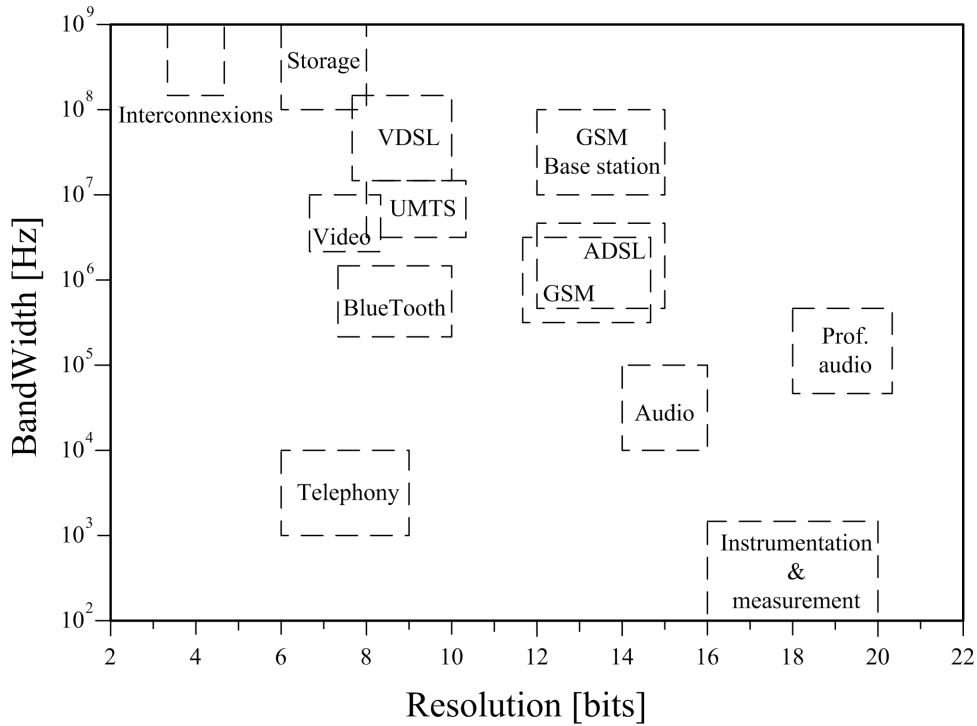 10^9
Storage
Interconnexions
10^8
VDSL
GSM
Base station
10^7
UMTS
Video
ADSL
10^6
GSM
BlueTooth
Prof.
audio
10^5
Audio
10^4
Telephony
10^3
Instrumentation
&
measurement
10^2
BandWidth [Hz]
2 4 6 8 10 12 14 16 18 20 22
Resolution [bits]